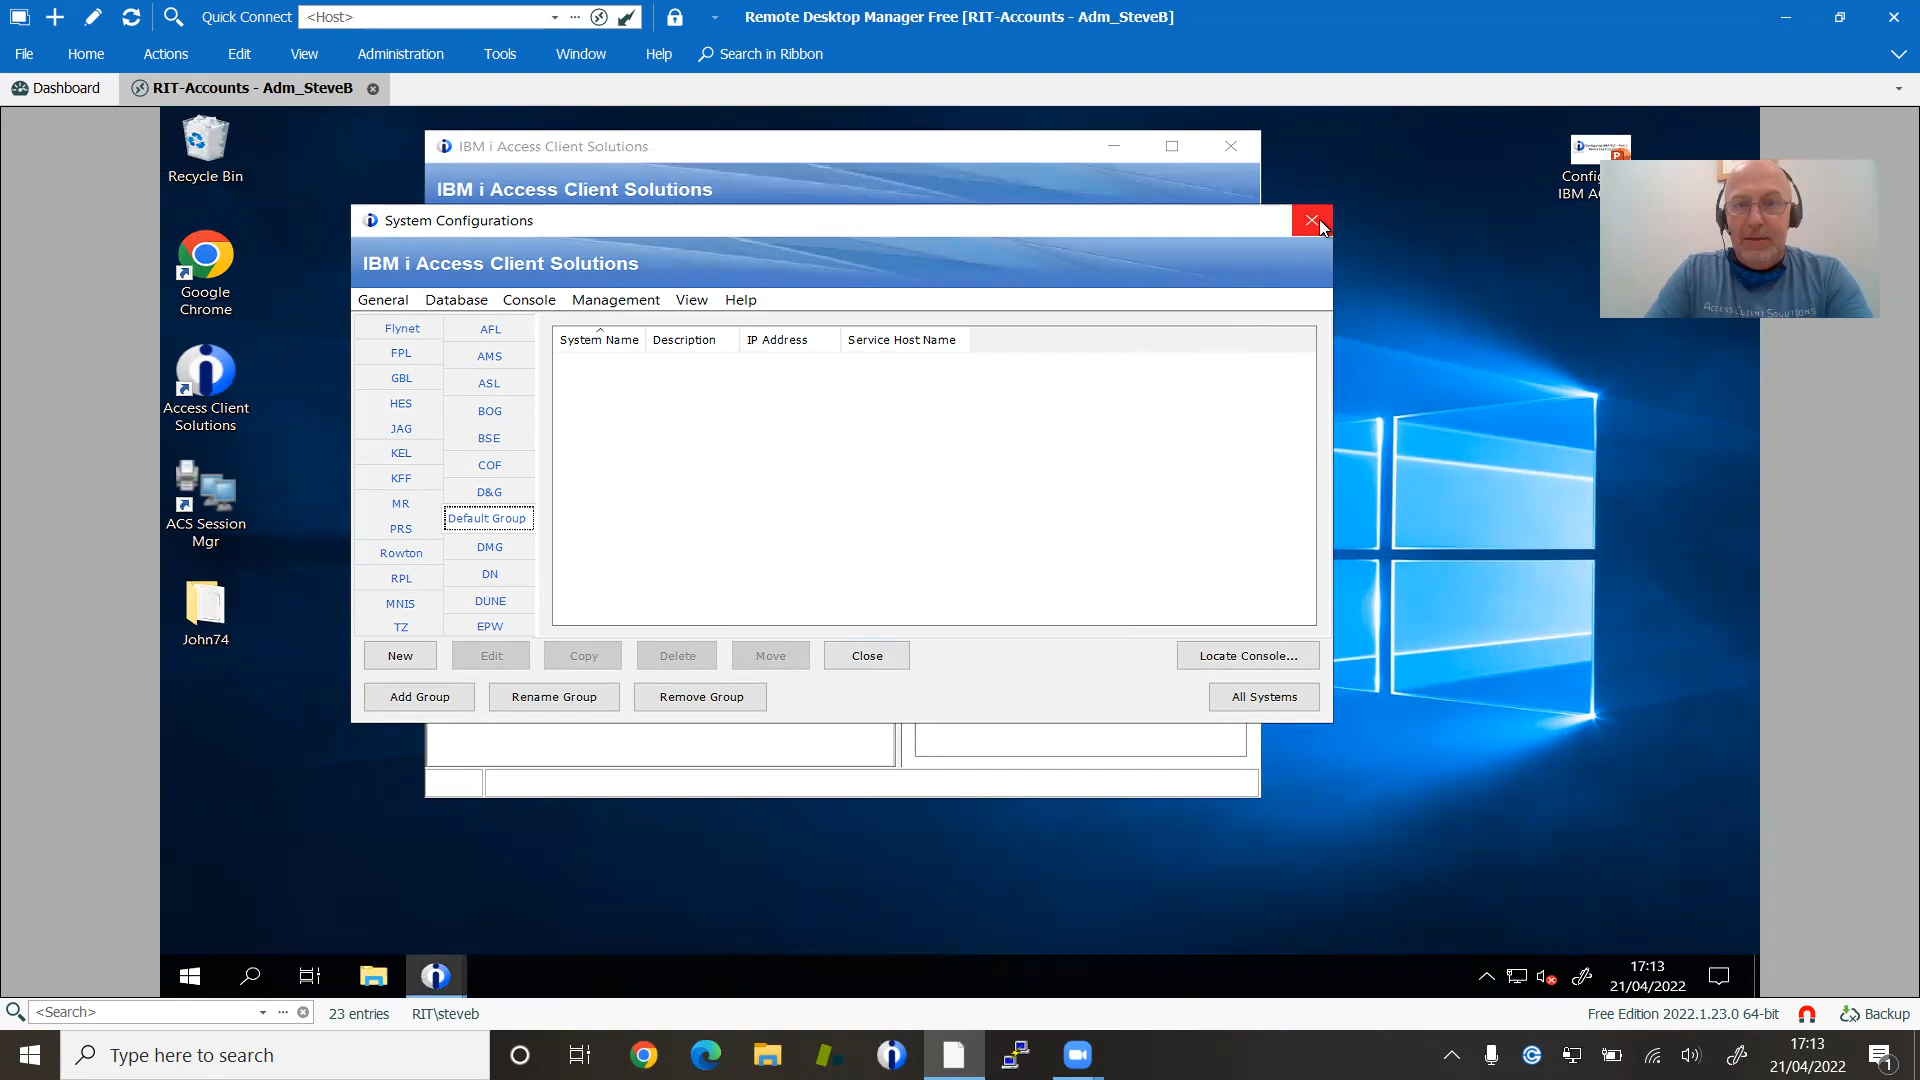 Quick Connect <Host> Remote Desktop Manager Free [RIT-Accounts - Adm_SteveB]
File Home Actions Edit View Administration Tools Window Help Search in Ribbon
Dashboard RIT-Accounts - Adm_SteveB
Recycle Bin
Google
Chrome
Access Client
Solutions
ACS Session
Mgr
John74
IBM i Access Client Solutions
IBM i Access Client Solutions
System Configurations
IBM i Access Client Solutions
General Database Console Management View Help
Flynet
FPL
GBL
HES
JAG
KEL
KFF
MR
PRS
Rowton
RPL
MNIS
TZ
AFL
AMS
ASL
BOG
BSE
COF
D&G
Default Group
DMG
DN
DUNE
EPW
System Name Description IP Address Service Host Name
New Edit Copy Delete Move Close Locate Console...
Add Group Rename Group Remove Group All Systems
ACCESS CLIENT SOLUTIONS
17:13
21/04/2022
<Search> 23 entries RIT\steveb Free Edition 2022.1.23.0 64-bit Backup
Type here to search
17:13
21/04/2022
1